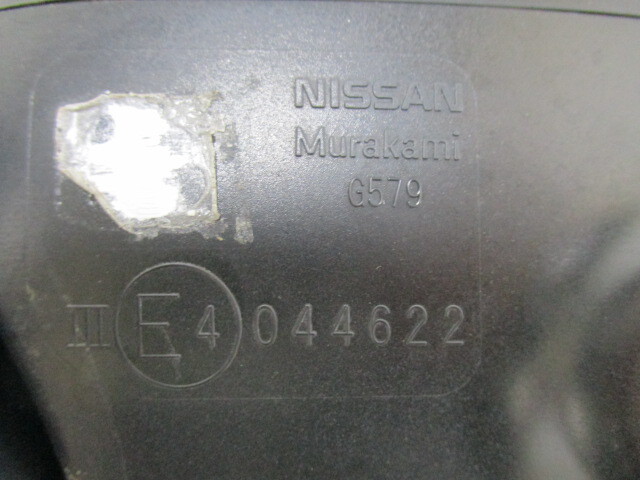 NISSAN
Murakami
G579
III E4 044622